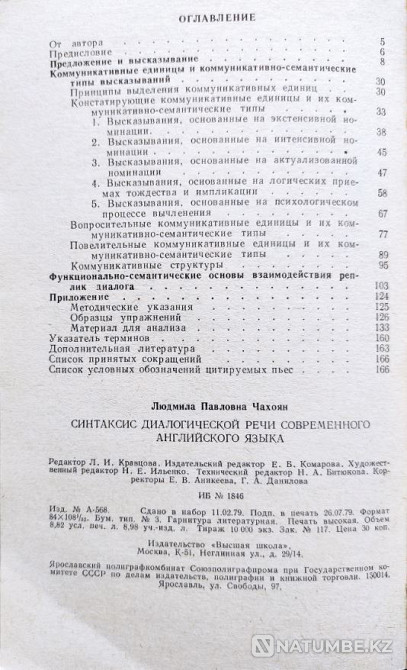 ОГЛАВЛЕНИЕ
От автора . . . . . . . . . . 5
Предисловие . . . . . . . . . . 6
Предложение и высказывание . . . . . . 8
Коммуникативные единицы и коммуникативно-семантические
типы высказываний . . . . . . . . 30
Принципы выделения коммуникативных единиц . . 30
Констатирующие коммуникативные единицы и их ком-
муникативно-семантические типы . . . . . 33
1. Высказывания, основанные на экстенсивной но-
минации. . . . . . . . . . 38
2. Высказывания, основанные на интенсивной но-
минации . . . . . . . . . 45
3. Высказывания, основанные на актуализованной
номинации . . . . . . . . 47
4. Высказывания, основанные на логических прие-
мах тождества и импликации . . . . 58
5. Высказывания, основанные на психологическом
процессе вычленения . . . . . . 67
Вопросительные коммуникативные единицы и их ком-
муникативно-семантические типы . . . . . 77
Повелительные коммуникативные единицы и их ком-
муникативно-семантические типы . . . . . 89
Коммуникативные структуры . . . . . . 95
Функционально-семантические основы взаимодействия реп-
лик диалога . . . . . . . . . . 103
Приложение . . . . . . . . . . 124
Методические указания . . . . . . . 125
Образцы упражнений . . . . . . . 126
Материал для анализа . . . . . . . 133
Указатель терминов . . . . . . . . 160
Дополнительная литература . . . . . . . 163
Список принятых сокращений . . . . . . 166
Список условных обозначений цитируемых пьес . . . 166
Людмила Павловна Чахоян
СИНТАКСИС ДИАЛОГИЧЕСКОЙ РЕЧИ СОВРЕМЕННОГО
АНГЛИЙСКОГО ЯЗЫКА
Редактор Л. И. Кравцова. Издательский редактор Е. Б. Комарова. Художест-
венный редактор Н. Е. Ильенко. Технический редактор Н. А. Битюкова. Кор-
ректоры Е. В. Аникеева, Г. А. Данилова
ИБ № 1846
Изд. № А-568. Сдано в набор 11.02.79. Подп. в печать 26.07.79. Формат
84×108¹/₃₂. Бум. тип. № 3. Гарнитура литературная. Печать высокая. Объем
8,82 усл. печ. л. 8,98 уч.-изд. л. Тираж 10 000 экз. Зак. № 117. Цена 30 коп.
Издательство «Высшая школа»,
Москва, К-51, Неглинная ул., д. 29/14.
Ярославский полиграфкомбинат Союзполиграфпрома при Государственном ко-
митете СССР по делам издательств, полиграфии и книжной торговли. 150014,
Ярославль, ул. Свободы, 97.
NATUMBE.KZ